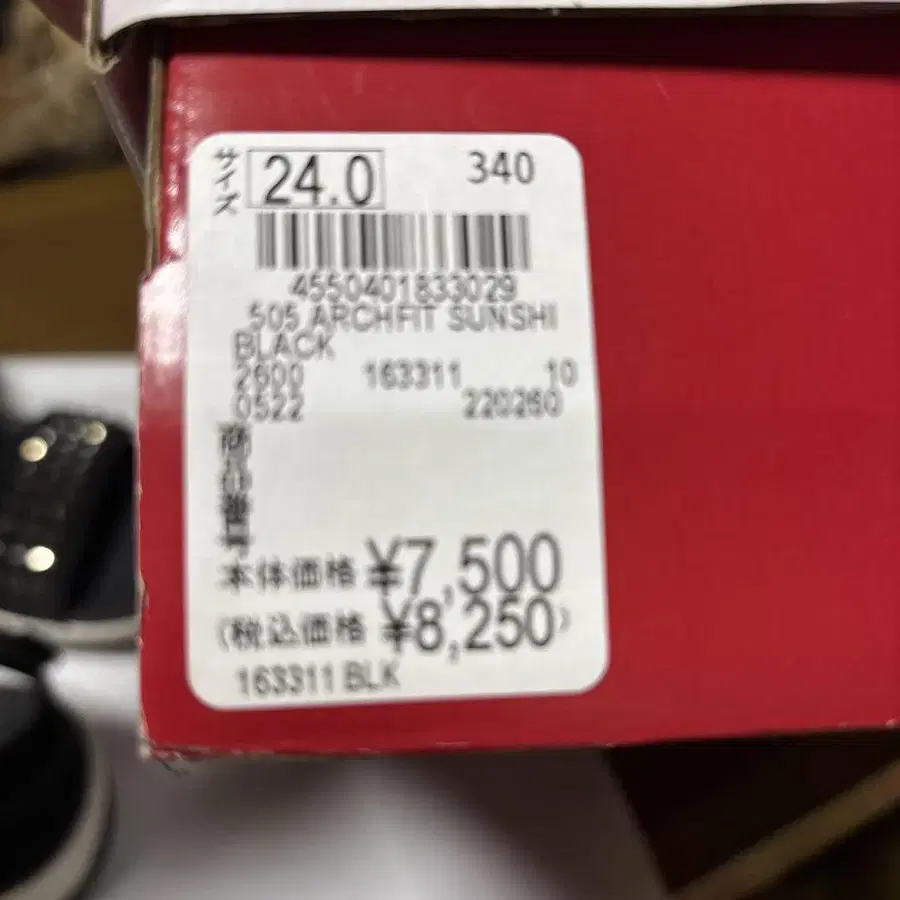 サイズ 24.0 340
4550401833029
505 ARCHFIT SUNSHI
BLACK
2600 163311 10
0522 220260
本体価格 ¥7,500
(税込価格 ¥8,250)
163311 BLK